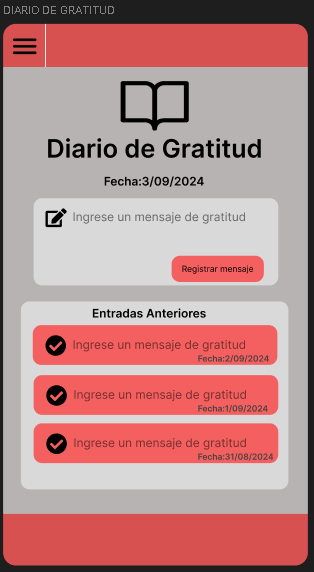 DIARIO DE GRATITUD
Diario de Gratitud
Fecha:3/09/2024
Ingrese un mensaje de gratitud
Registrar mensaje
Entradas Anteriores
Ingrese un mensaje de gratitud
Fecha:2/09/2024
Ingrese un mensaje de gratitud
Fecha:1/09/2024
Ingrese un mensaje de gratitud
Fecha:31/08/2024